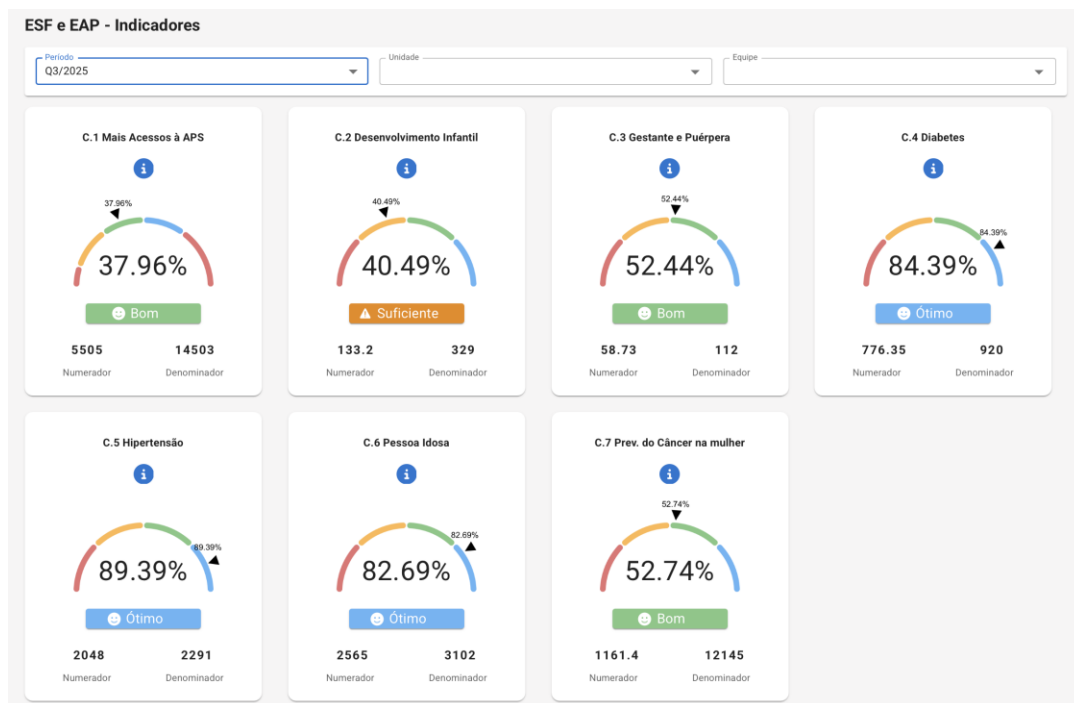 ESF e EAP - Indicadores
Período
Unidade
Equipe
Q3/2025
C.1 Mais Acessos à APS
37.96%
37.96%
Bom
5505 14503
Numerador Denominador
C.2 Desenvolvimento Infantil
40.49%
40.49%
Suficiente
133.2 329
Numerador Denominador
C.3 Gestante e Puérpera
52.44%
52.44%
Bom
58.73 112
Numerador Denominador
C.4 Diabetes
84.39%
84.39%
Ótimo
776.35 920
Numerador Denominador
C.5 Hipertensão
89.39%
89.39%
Ótimo
2048 2291
Numerador Denominador
C.6 Pessoa Idosa
82.69%
82.69%
Ótimo
2565 3102
Numerador Denominador
C.7 Prev. do Câncer na mulher
52.74%
52.74%
Bom
1161.4 12145
Numerador Denominador